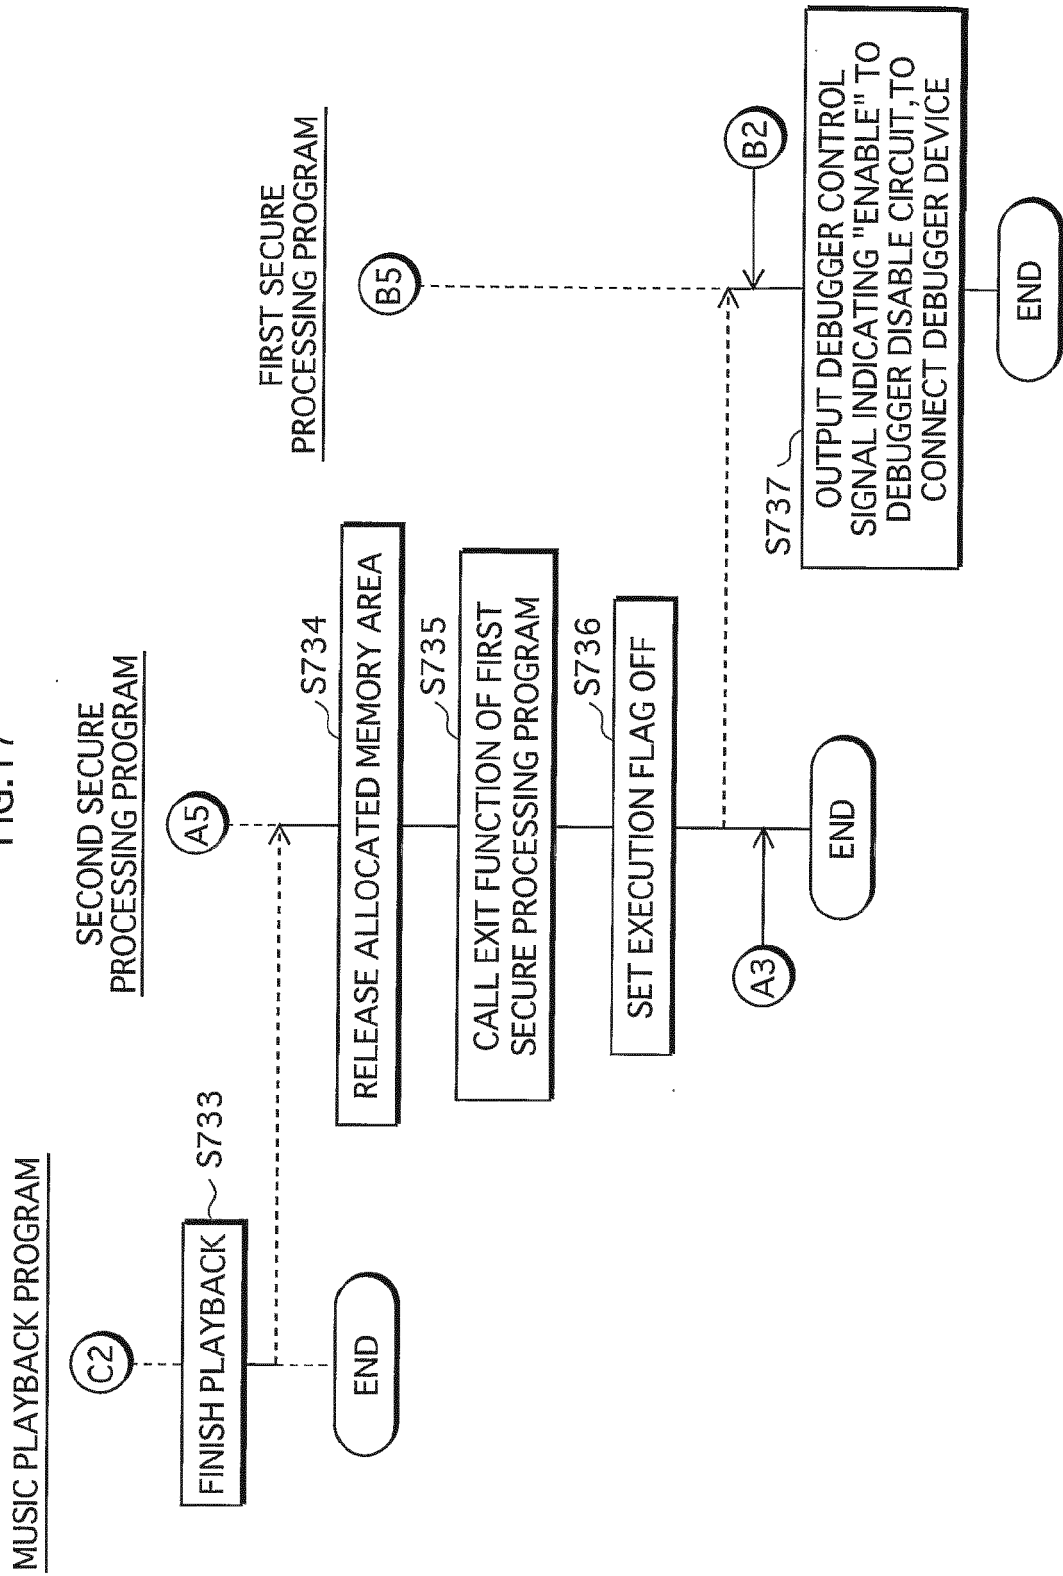 FIG.17
MUSIC PLAYBACK PROGRAM
C2
FINISH PLAYBACK
S733
END
SECOND SECURE
PROCESSING PROGRAM
A5
S734
RELEASE ALLOCATED MEMORY AREA
S735
CALL EXIT FUNCTION OF FIRST
SECURE PROCESSING PROGRAM
S736
SET EXECUTION FLAG OFF
A3
END
FIRST SECURE
PROCESSING PROGRAM
B5
B2
S737
OUTPUT DEBUGGER CONTROL
SIGNAL INDICATING "ENABLE" TO
DEBUGGER DISABLE CIRCUIT, TO
CONNECT DEBUGGER DEVICE
END